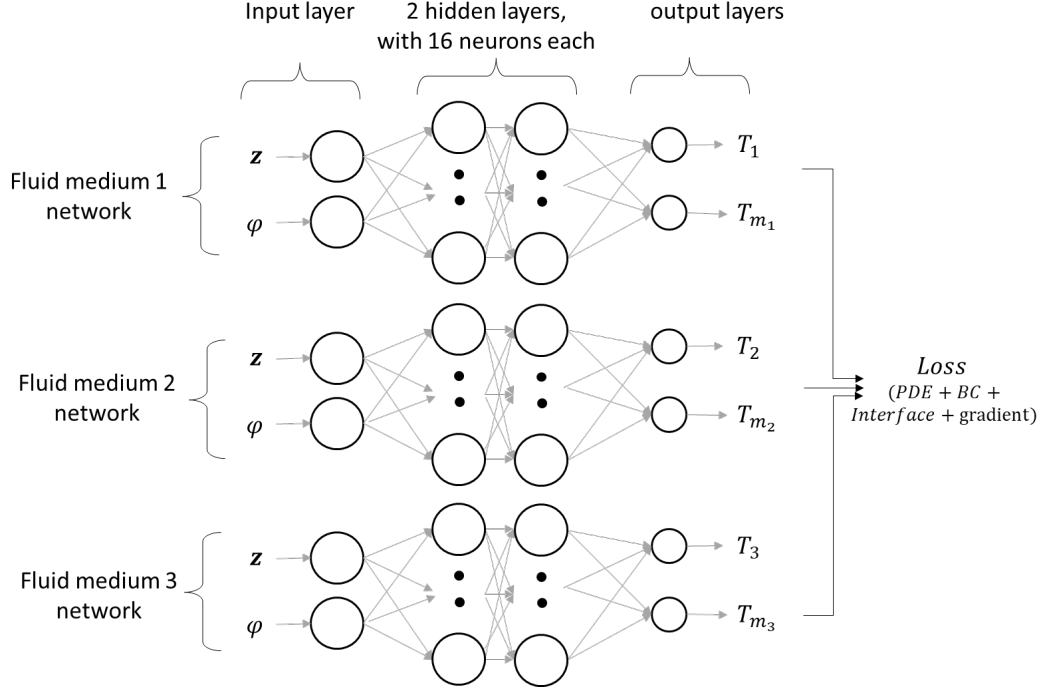 Input layer
2 hidden layers,
with 16 neurons each
output layers
Fluid medium 1
network
z
φ
T₁
Tₘ₁
Fluid medium 2
network
z
φ
T₂
Tₘ₂
Fluid medium 3
network
z
φ
T₃
Tₘ₃
Loss
(PDE + BC +
Interface + gradient)